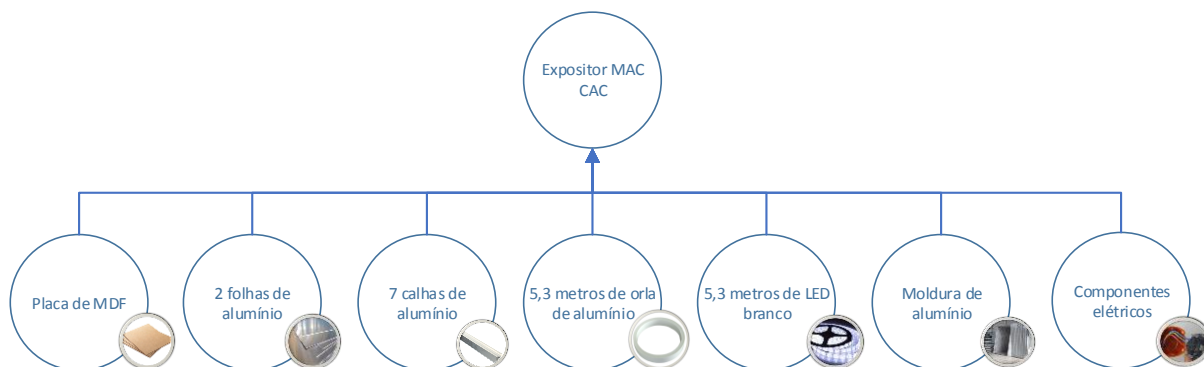 Expositor MAC
CAC
Placa de MDF
2 folhas de
alumínio
7 calhas de
alumínio
5,3 metros de orla
de alumínio
5,3 metros de LED
branco
Moldura de
alumínio
Componentes
elétricos